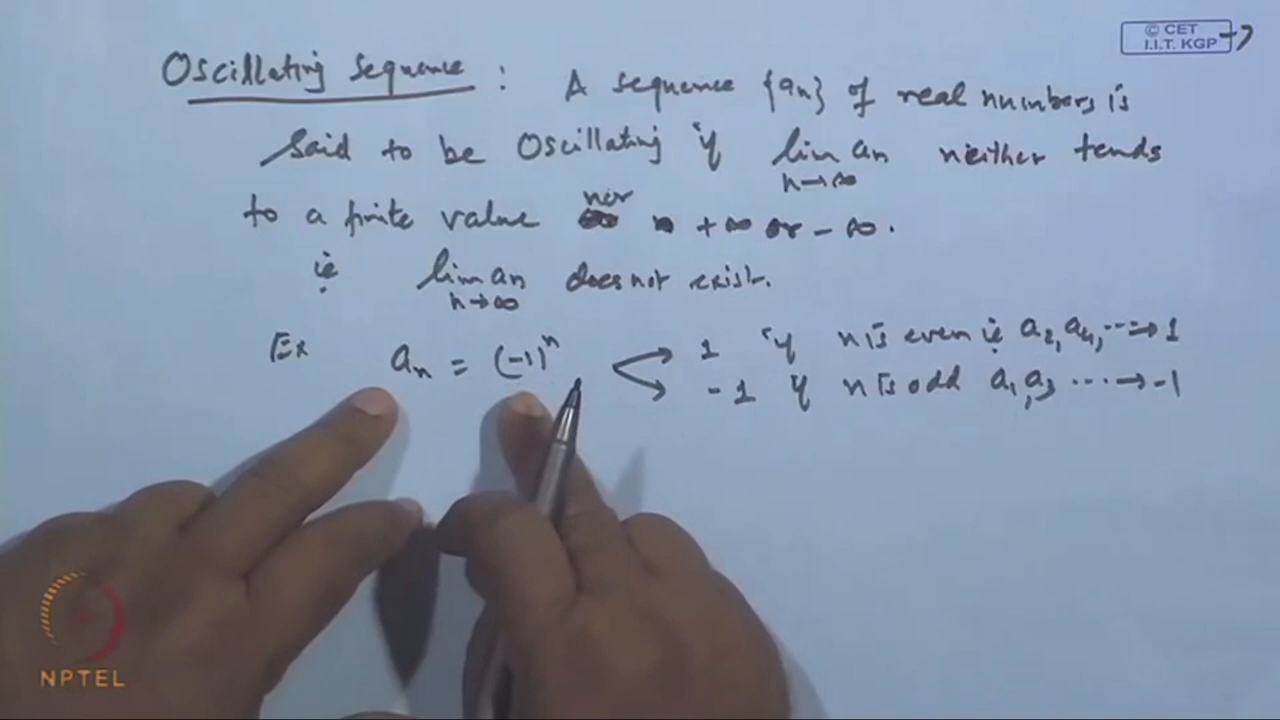 © CET
I.I.T. KGP
Oscillating Sequence : A sequence {an} of real numbers is
Said to be Oscillating if lim an neither tends
n→∞
to a finite value nor +∞ or -∞.
ie lim an does not exist.
n→∞
Ex an = (-1)^n 1 if n is even ie a2, a4, ... → 1
-1 if n is odd a1, a3 ... → -1
NPTEL